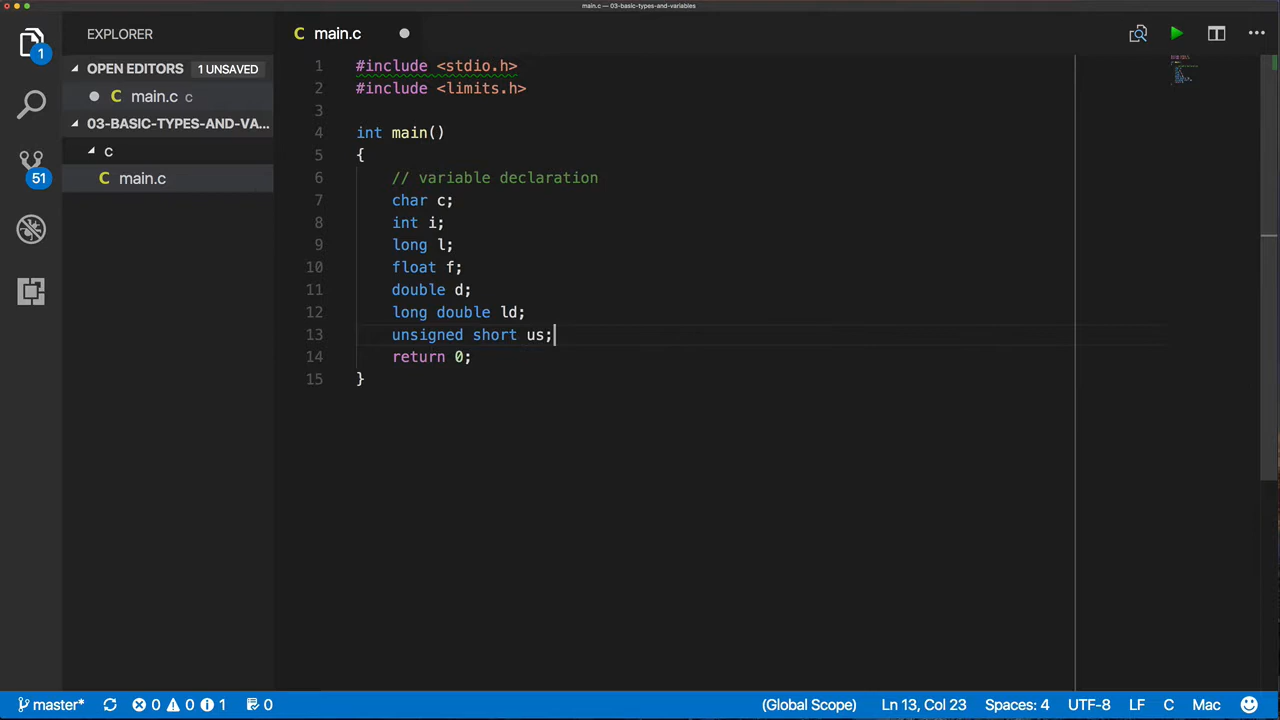 main.c — 03-basic-types-and-variables
EXPLORER
main.c
1
OPEN EDITORS 1 UNSAVED
main.c c
03-BASIC-TYPES-AND-VA...
c
C main.c
51
1 #include <stdio.h>
2 #include <limits.h>
3
4 int main()
5 {
6 // variable declaration
7 char c;
8 int i;
9 long l;
10 float f;
11 double d;
12 long double ld;
13 unsigned short us;
14 return 0;
15 }
master* 0 0 1 0 (Global Scope) Ln 13, Col 23 Spaces: 4 UTF-8 LF C Mac